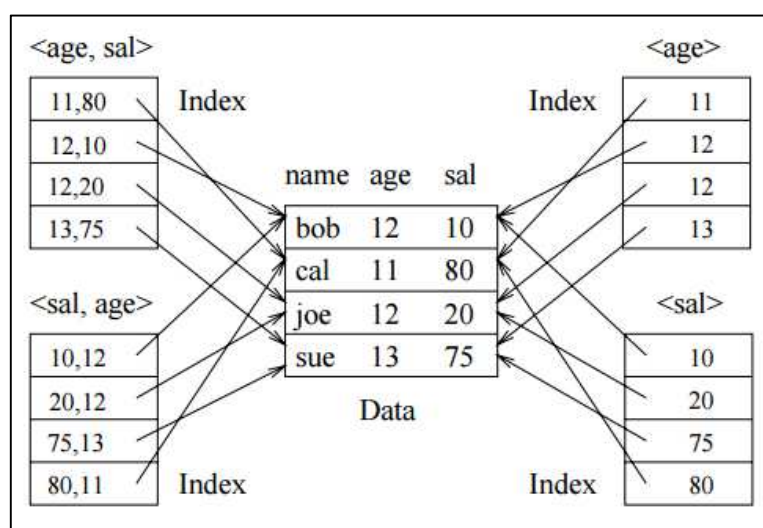 <age, sal>
11,80
12,10
12,20
13,75
Index
<sal, age>
10,12
20,12
75,13
80,11
Index
name age sal
bob 12 10
cal 11 80
joe 12 20
sue 13 75
Data
<age>
Index
11
12
12
13
<sal>
10
20
75
80
Index